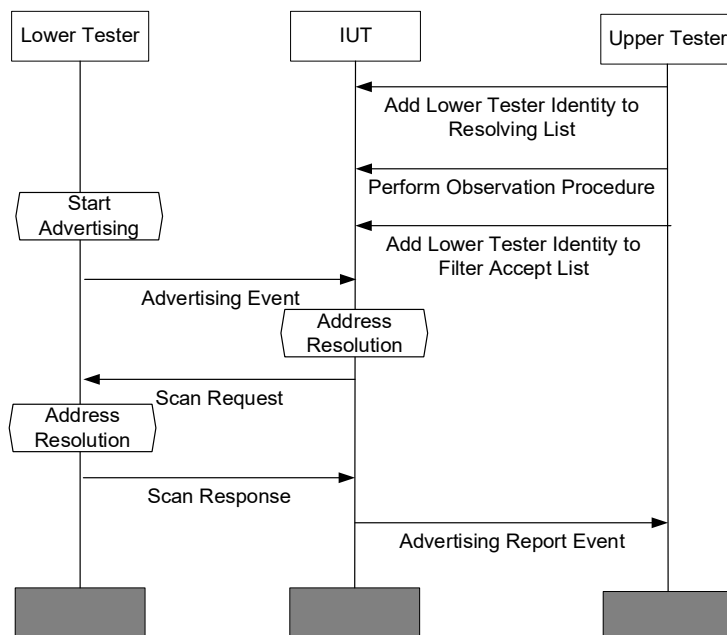 Lower Tester
IUT
Upper Tester
Add Lower Tester Identity to
Resolving List
Perform Observation Procedure
Start
Advertising
Add Lower Tester Identity to
Filter Accept List
Advertising Event
Address
Resolution
Scan Request
Address
Resolution
Scan Response
Advertising Report Event